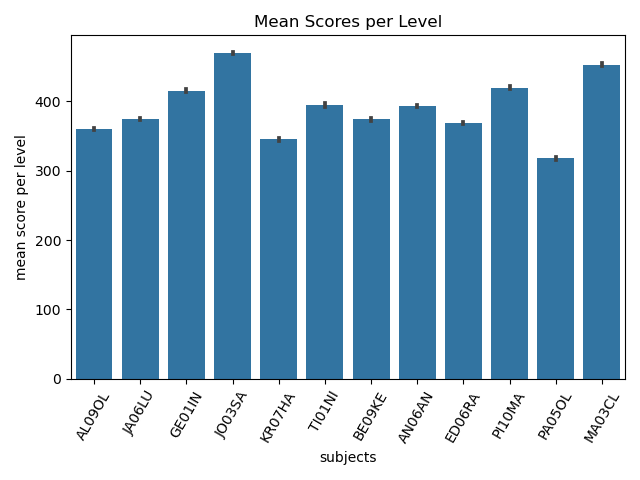 Mean Scores per Level
mean score per level
400
300
200
100
0
AL09OL
JA06LU
GE01IN
JO03SA
KR07HA
TI01NI
BE09KE
AN06AN
ED06RA
PI10MA
PA05OL
MA03CL
subjects